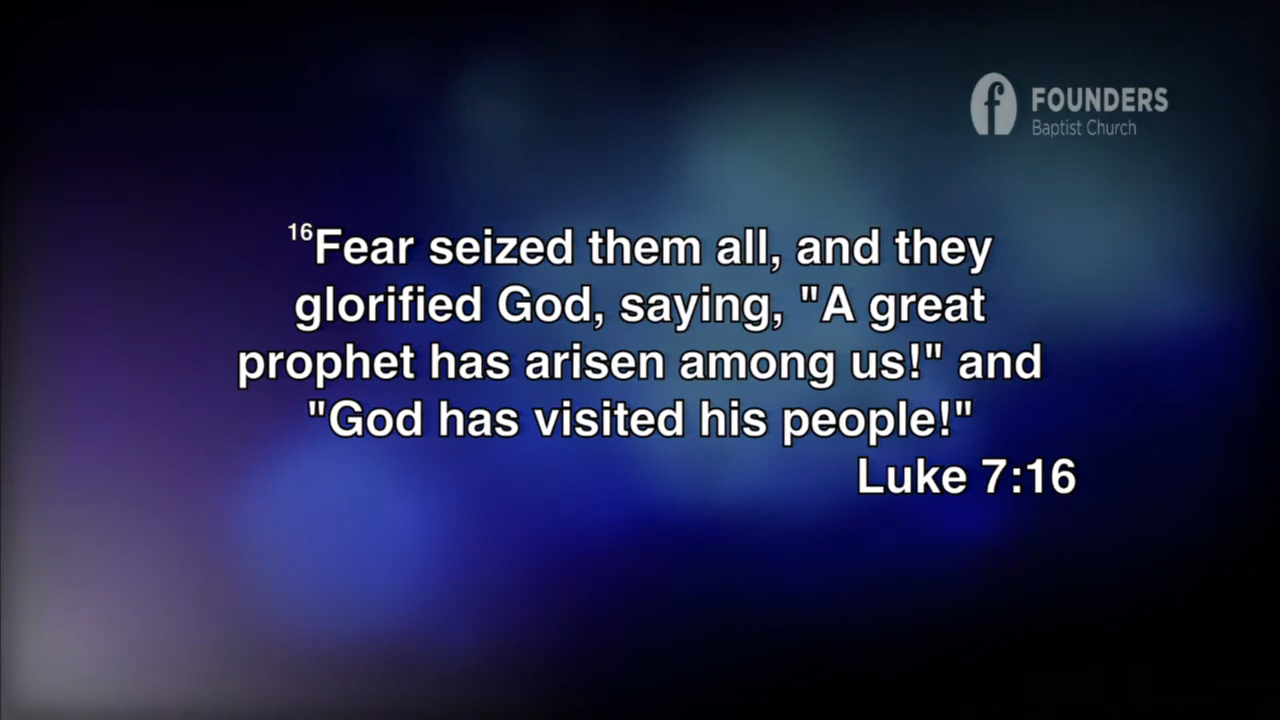 FOUNDERS
Baptist Church
16Fear seized them all, and they
glorified God, saying, "A great
prophet has arisen among us!" and
"God has visited his people!"
Luke 7:16